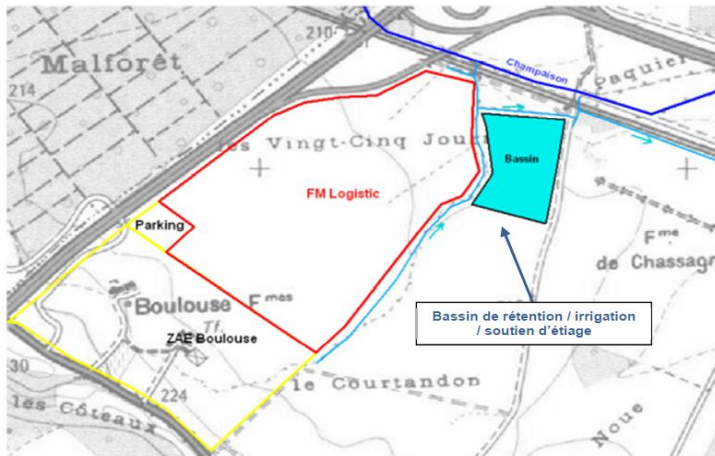 210
Malforêt
214
Champaison
paquier
les Vingt-Cinq Jour
FM Logistic
Bassin
Parking
Fme
de Chassagn
Boulouse Fmes
Tf.
ZAE Boulouse
Bassin de rétention / irrigation
/ soutien d'étiage
30
224
le Courtandon
les Côteaux
Noue